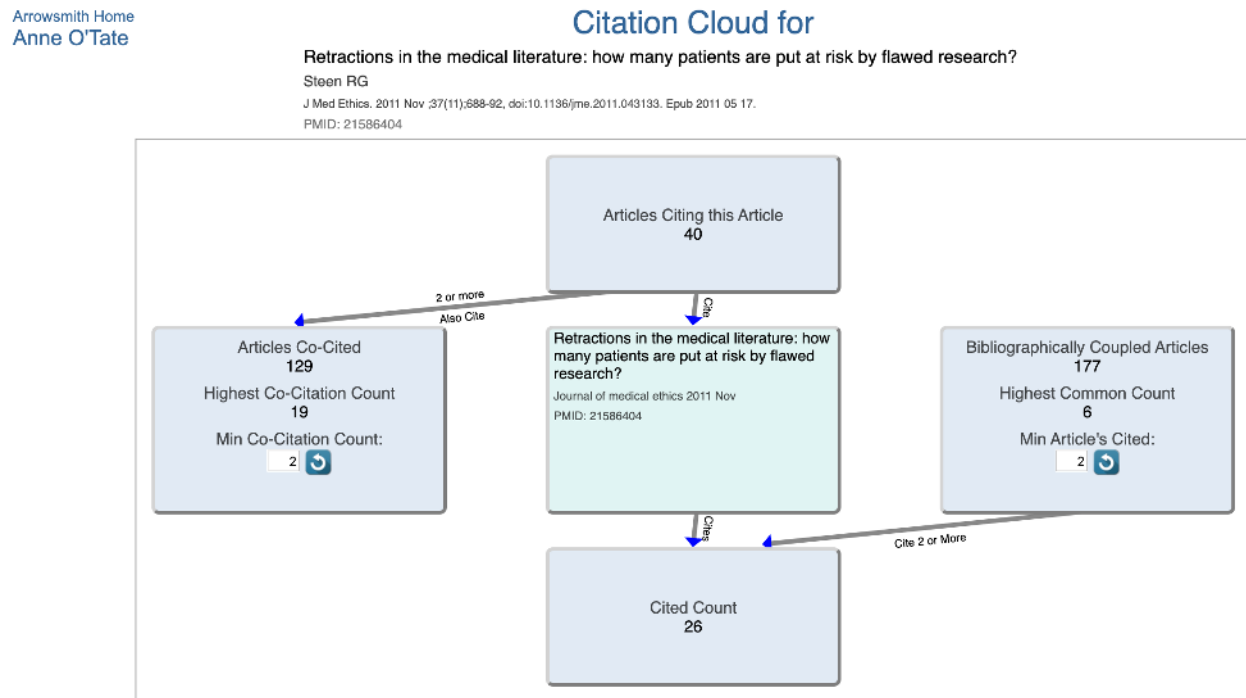 Arrowsmith Home
Anne O'Tate
Citation Cloud for
Retractions in the medical literature: how many patients are put at risk by flawed research?
Steen RG
J Med Ethics. 2011 Nov ;37(11);688-92, doi:10.1136/jme.2011.043133. Epub 2011 05 17.
PMID: 21586404
Articles Citing this Article
40
2 or more
Also Cite
Cite
Articles Co-Cited
129
Highest Co-Citation Count
19
Min Co-Citation Count:
2
Retractions in the medical literature: how
many patients are put at risk by flawed
research?
Journal of medical ethics 2011 Nov
PMID: 21586404
Bibliographically Coupled Articles
177
Highest Common Count
6
Min Article's Cited:
2
Cites
Cite 2 or More
Cited Count
26